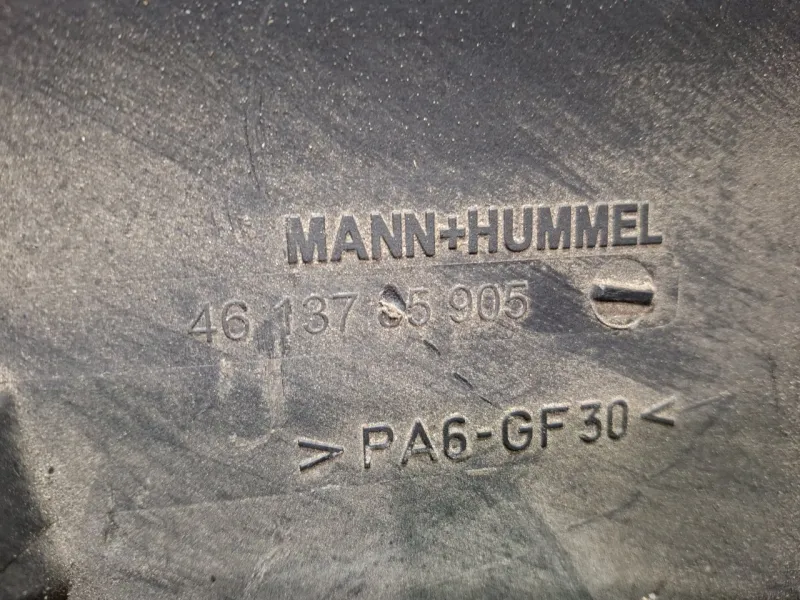 MANN+HUMMEL
46 137 905
>PA6-GF30<